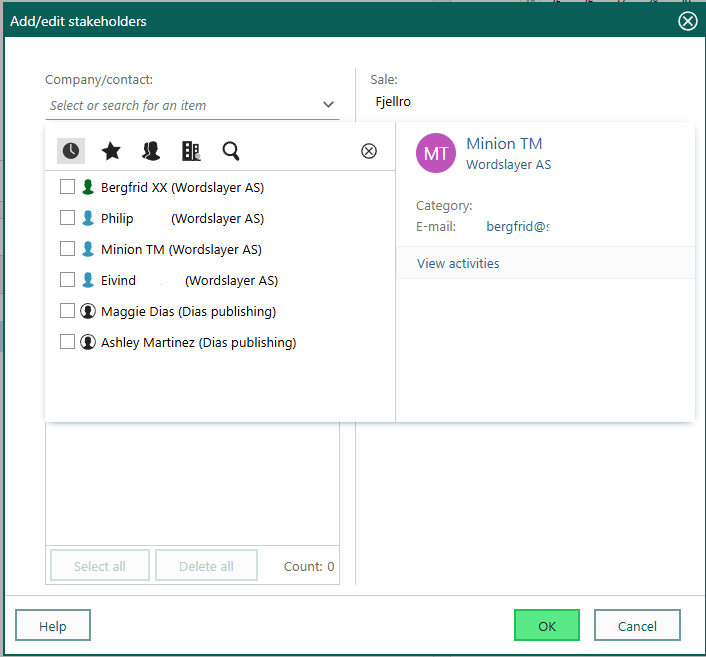 Add/edit stakeholders
Company/contact:
Select or search for an item
Sale:
Fjellro
Bergfrid XX (Wordslayer AS)
Philip (Wordslayer AS)
Minion TM (Wordslayer AS)
Eivind (Wordslayer AS)
Maggie Dias (Dias publishing)
Ashley Martinez (Dias publishing)
MT
Minion TM
Wordslayer AS
Category:
E-mail: bergfrid@
View activities
Select all
Delete all
Count: 0
Help
OK
Cancel